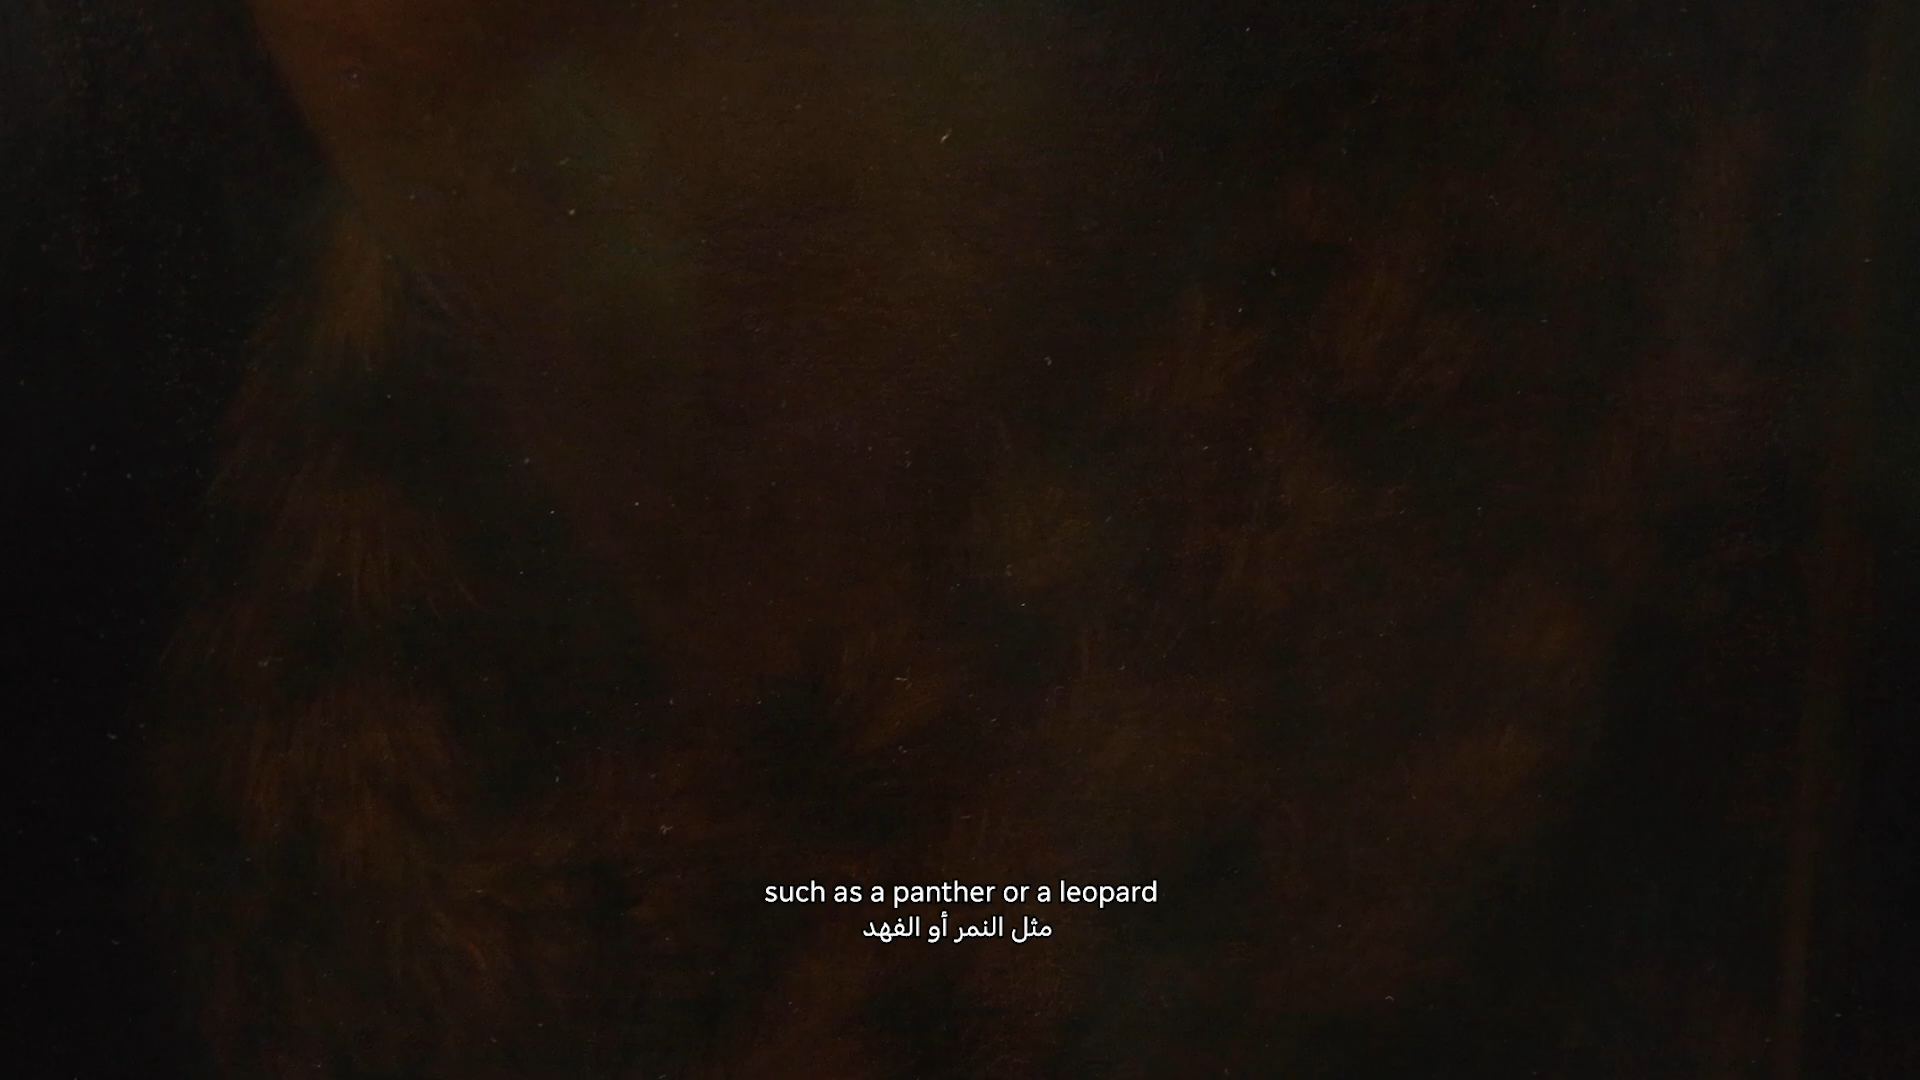 such as a panther or a leopard
مثل النمر أو الفهد